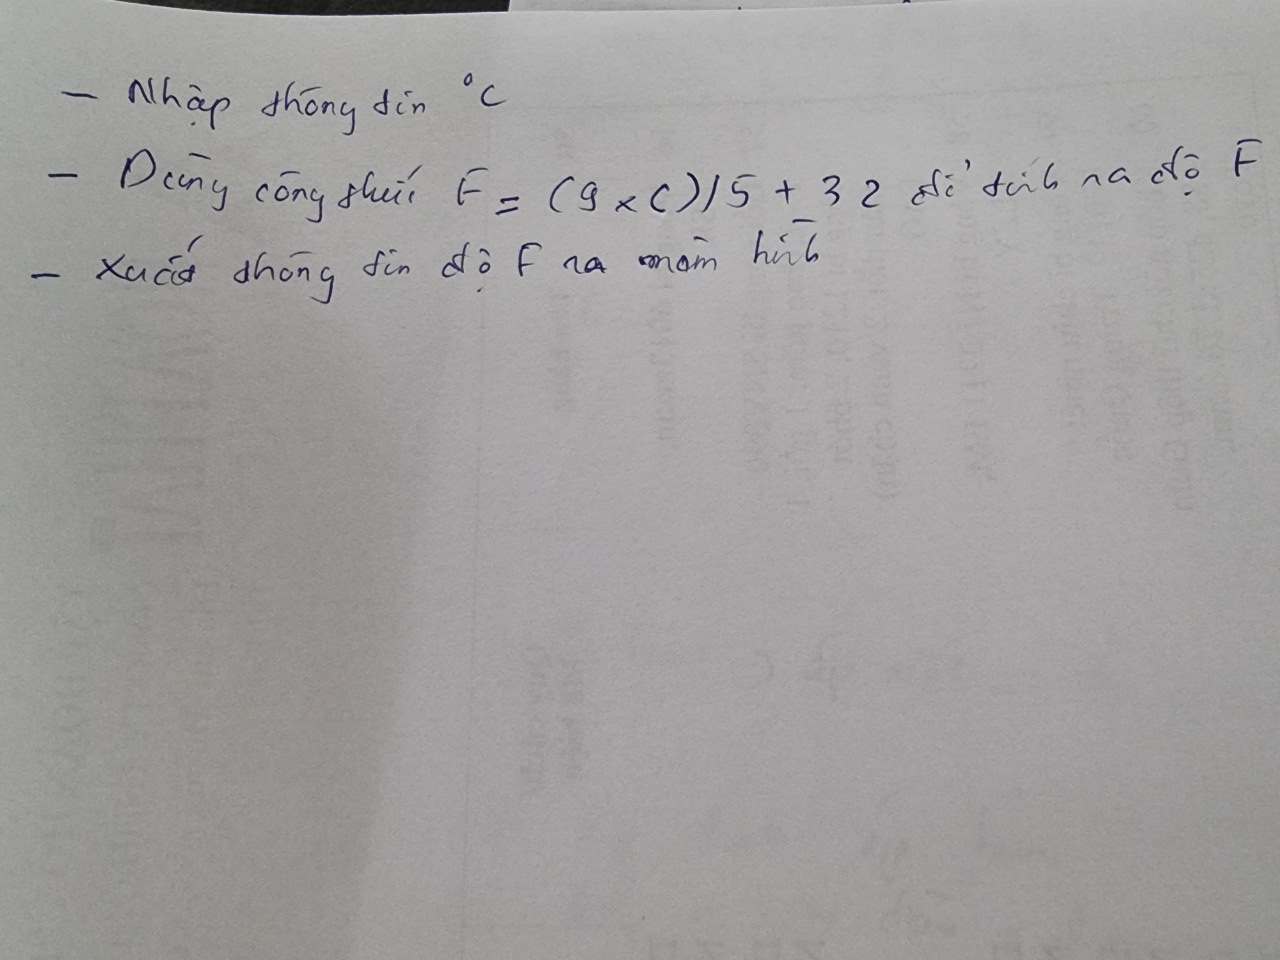 - Nhập thông tin °C
- Dùng công thức F = (9 x C)/5 + 32 để tính ra độ F
- Xuất thông tin độ F ra màn hình